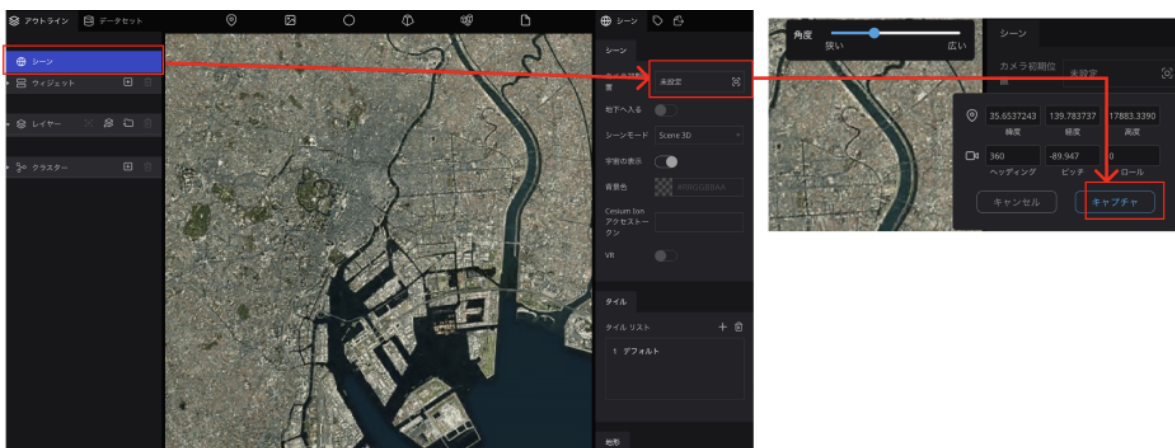 アウトライン
データセット
シーン
ウィジェット
レイヤー
クラスター
シーン
シーン
未設定
地下へ入る
シーンモード
Scene 3D
宇宙の表示
背景色
#RRGGBBAA
Cesium Ion
アクセストー
クン
VR
タイル
タイル リスト
1 デフォルト
地形
角度
狭い
広い
シーン
カメラ初期位
置
未設定
35.6537243
139.783737
17883.3390
緯度
経度
高度
360
-89.947
0
ヘッディング
ピッチ
ロール
キャンセル
キャプチャ